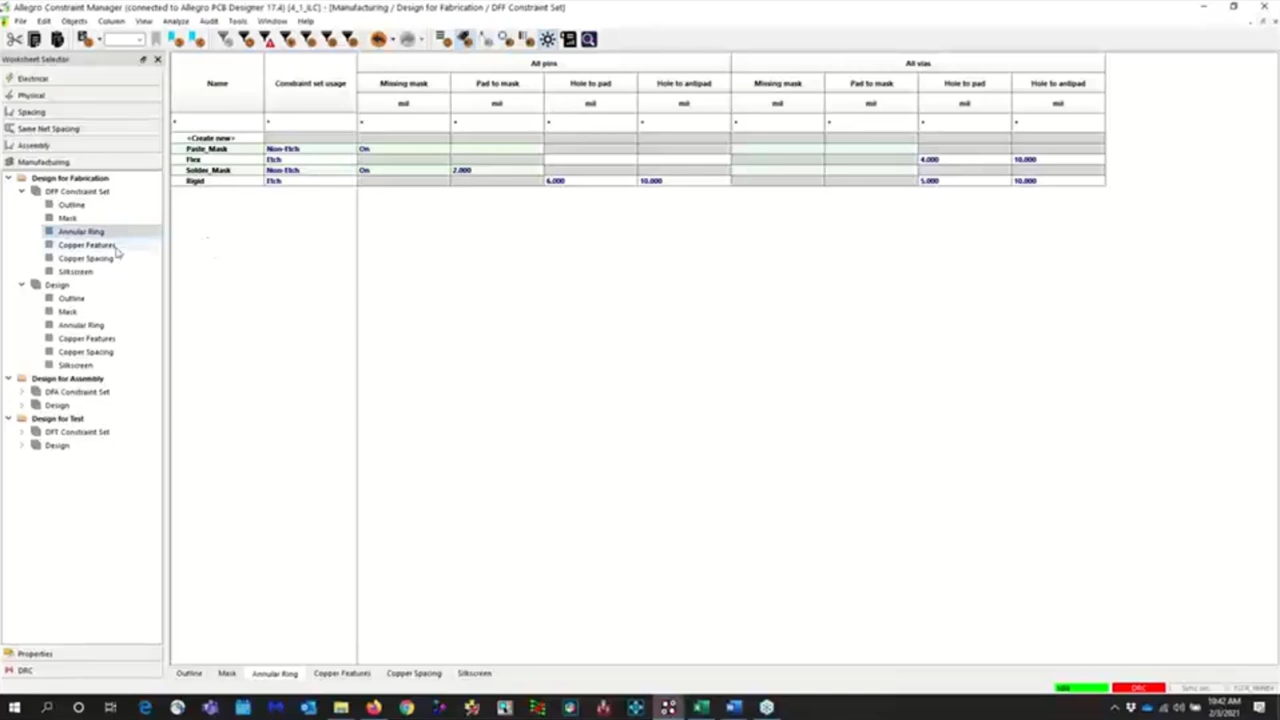 Allegro Constraint Manager (connected to Allegro PCB Designer 17.4) [4_1_ILC] - [Manufacturing / Design for Fabrication / DFF Constraint Set]
File Edit Objects Column View Analyze Audit Tools Window Help
Worksheet Selector
Electrical
Physical
Spacing
Same Net Spacing
Assembly
Manufacturing
Design for Fabrication
DFF Constraint Set
Outline
Mask
Annular Ring
Copper Features
Copper Spacing
Silkscreen
Design
Outline
Mask
Annular Ring
Copper Features
Copper Spacing
Silkscreen
Design for Assembly
DFA Constraint Set
Design
Design for Test
DFT Constraint Set
Design
Properties
DRC
All pins All vias
Name Constraint set usage Missing mask Pad to mask Hole to pad Hole to antipad Missing mask Pad to mask Hole to pad Hole to antipad
mil mil mil mil mil mil mil mil
* * * * * * * * * *
<Create new>
Paste_Mask Non-Etch On
Flex Etch 4.000 10.000
Solder_Mask Non-Etch On 2.000
Rigid Etch 6.000 10.000 5.000 10.000
Outline Mask Annular Ring Copper Features Copper Spacing Silkscreen
DRC
10:42 AM
2/3/2021